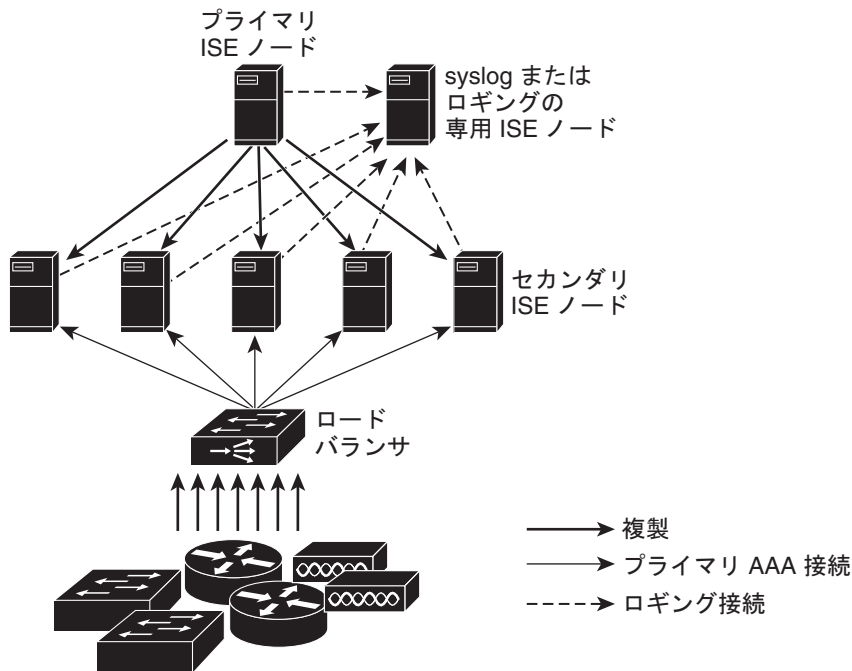 プライマリ
ISE ノード
syslog または
ロギングの
専用 ISE ノード
セカンダリ
ISE ノード
ロード
バランサ
複製
プライマリ AAA 接続
ロギング接続